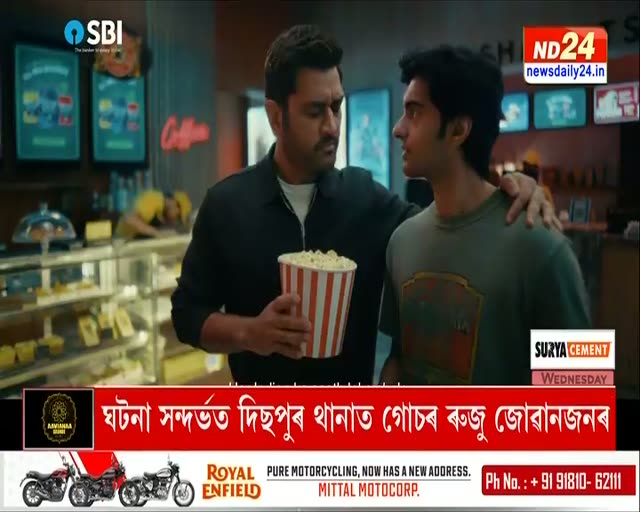 SBI
The banker to every Indian
ND24
newsdaily24.in
Coffee
SURYA CEMENT
WEDNESDAY
ঘটনা সন্দৰ্ভত দিছপুৰ থানাত গোচৰ ৰুজু জোৱানজনৰ
ROYAL ENFIELD
PURE MOTORCYCLING, NOW HAS A NEW ADDRESS.
MITTAL MOTOCORP.
Ph No. : + 91 91810- 62111